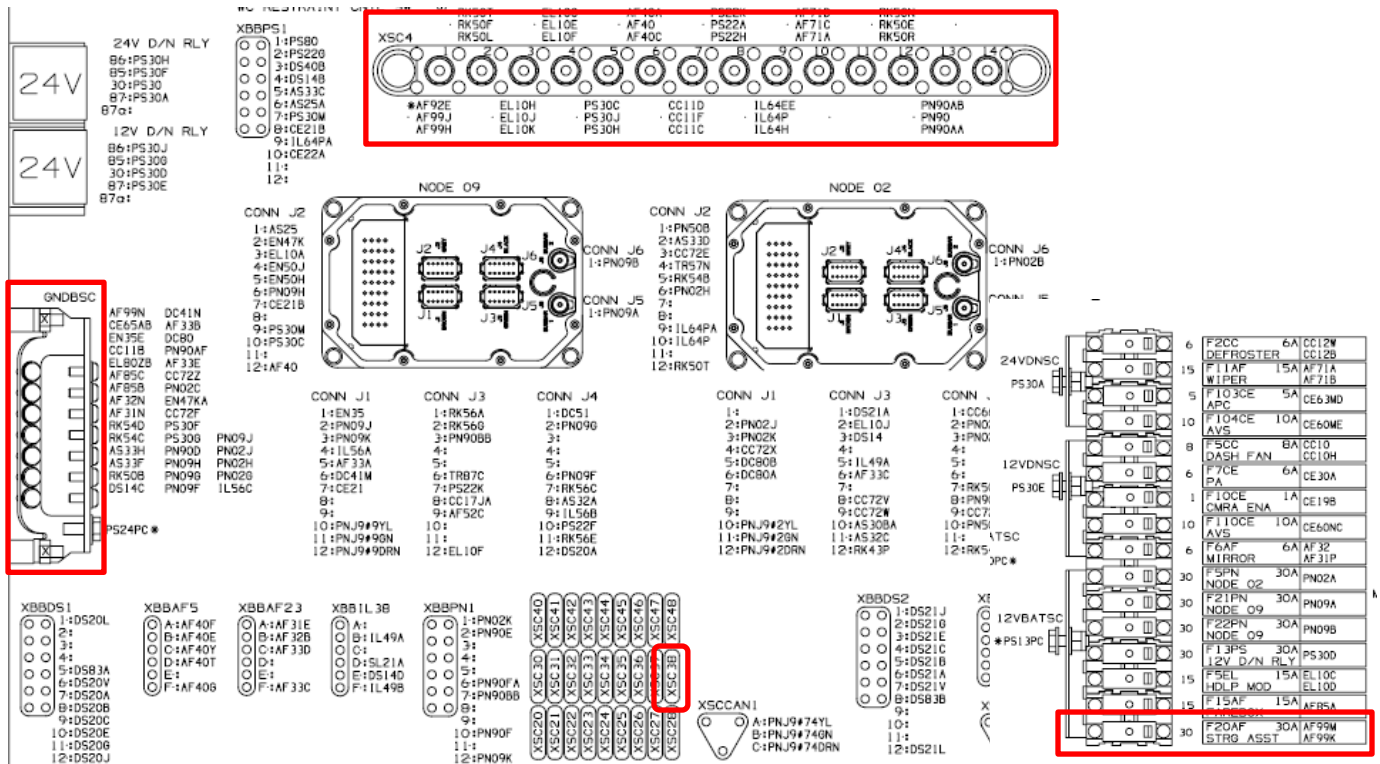 XBBPS1
1:PS80
2:PS22G
3:DS40B
4:DS14B
5:AS33C
6:AS25A
7:PS30M
8:CE21B
9:IL64PA
10:CE22A
11:
12:
24V D/N RLY
86:PS30H
85:PS30F
30:PS30
87:PS30A
87a:
24V
12V D/N RLY
86:PS30J
85:PS30G
30:PS30D
87:PS30E
87a:
24V
XSC4
RK50F EL10E AF40 PS22A AF71C RK50E
RK50L EL10F AF40C PS22H AF71A RK50R
1 2 3 4 5 6 7 8 9 10 11 12 13 14
*AF92E EL10H PS30C CC11D IL64EE PN90AB
AF99J EL10J PS30J CC11F IL64P PN90
AF99H EL10K PS30H CC11C IL64H PN90AA
NODE 09
CONN J2
1:AS25
2:EN47K
3:EL10A
4:EN50J
5:EN50H
6:PN09H
7:CE21B
8:
9:PS30M
10:PS30C
11:
12:AF40
J2
J4
J6
J1
J3
J5
CONN J6
1:PN09B
CONN J5
1:PN09A
CONN J1
1:EN35
2:PN09J
3:PN09K
4:IL56A
5:AF33A
6:DC41M
7:CE21
8:
9:
10:PNJ9#9YL
11:PNJ9#9GN
12:PNJ9#9DRN
CONN J3
1:RK56A
2:RK56G
3:PN90BB
4:
5:
6:TR87C
7:PS22K
8:CC17JA
9:AF52C
10:
11:
12:EL10F
CONN J4
1:DC51
2:PN09G
3:
4:
5:
6:PN09F
7:RK56C
8:AS32A
9:IL56B
10:PS22F
11:RK56E
12:DS20A
NODE 02
CONN J2
1:PN50B
2:AS33D
3:CC72E
4:TR57N
5:RK54B
6:PN02H
7:
8:
9:IL64PA
10:IL64P
11:
12:RK50T
J2
J4
J6
J1
J3
J5
CONN J6
1:PN02B
CONN J1
1:
2:PN02J
3:PN02K
4:CC72X
5:DC80B
6:DC80A
7:
8:
9:
10:PNJ9#2YL
11:PNJ9#2GN
12:PNJ9#2DRN
CONN J3
1:DS21A
2:EL10J
3:DS14
4:
5:IL49A
6:AF33C
7:
8:CC72V
9:CC72W
10:AS30BA
11:AS32C
12:RK43P
GNDBSC
AF99N DC41N
CE65AB AF33B
EN35E DC80
CC11B PN90AF
EL80ZB AF33E
AF85C CC72Z
AF85B PN02C
AF32N EN47KA
AF31N CC72F
RK54D PS30F
RK54C PS30G PN09J
AS33H PN90D PN02J
AS33F PN09H PN02H
RK50B PN09G PN02G
DS14C PN09F IL56C
PS24PC*
24VDNSC
PS30A
12VDNSC
PS30E
12VBATSC
*PS13PC
6 F2CC 6A CC12W
DEFROSTER CC12B
15 F11AF 15A AF71A
WIPER AF71B
5 F103CE 5A CE63MD
APC
10 F104CE 10A CE60ME
AVS
8 F5CC 8A CC10
DASH FAN CC10H
6 F7CE 6A CE30A
PA
1 F10CE 1A CE19B
CMRA ENA
10 F110CE 10A CE60NC
AVS
6 F6AF 6A AF32
MIRROR AF31P
30 F5PN 30A PN02A
NODE 02
30 F21PN 30A PN09A
NODE 09
30 F22PN 30A PN09B
NODE 09
30 F13PS 30A PS30D
12V D/N RLY
15 F5EL 15A EL10C
HDLP MOD EL10D
15 F15AF 15A AF85A
30 F20AF 30A AF99M
STRG ASST AF99K
XBBDS1
1:DS20L
2:
3:
4:
5:DS83A
6:DS20V
7:DS20A
8:DS20B
9:DS20C
10:DS20E
11:DS20G
12:DS20J
XBBAF5
A:AF40F
B:AF40E
C:AF40Y
D:AF40T
E:
F:AF40G
XBBAF23
A:AF31E
B:AF32B
C:AF33D
D:
E:
F:AF33C
XBBIL38
A:
B:IL49A
C:
D:SL21A
E:DS14D
F:IL49B
XBBPN1
1:PN02K
2:PN90E
3:
4:
5:
6:PN90FA
7:PN90BB
8:
9:
10:PN90F
11:
12:PN09K
XSC40 XSC41 XSC42 XSC43 XSC44 XSC45 XSC46 XSC47 XSC48
XSC30 XSC31 XSC32 XSC33 XSC34 XSC35 XSC36 XSC37 XSC38
XSC20 XSC21 XSC22 XSC23 XSC24 XSC25 XSC26 XSC27 XSC28
XSCCAN1
A:PNJ9#74YL
B:PNJ9#74GN
C:PNJ9#74DRN
XBBDS2
1:DS21J
2:DS21G
3:DS21E
4:DS21C
5:DS21B
6:DS21A
7:DS21V
8:DS83B
9:
10:
11:
12:DS21L